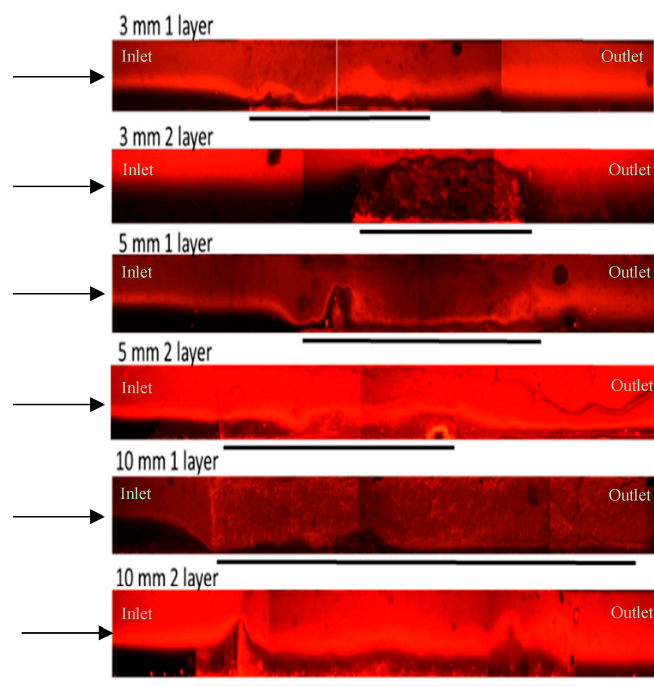 3 mm 1 layer
Inlet Outlet
3 mm 2 layer
Inlet Outlet
5 mm 1 layer
Inlet Outlet
5 mm 2 layer
Inlet Outlet
10 mm 1 layer
Inlet Outlet
10 mm 2 layer
Inlet Outlet